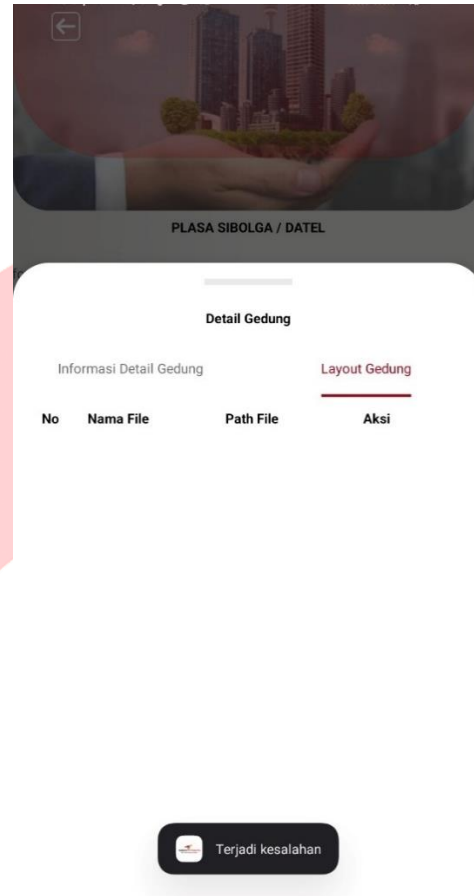 PLASA SIBOLGA / DATEL
Detail Gedung
Informasi Detail Gedung Layout Gedung
No Nama File Path File Aksi
Terjadi kesalahan